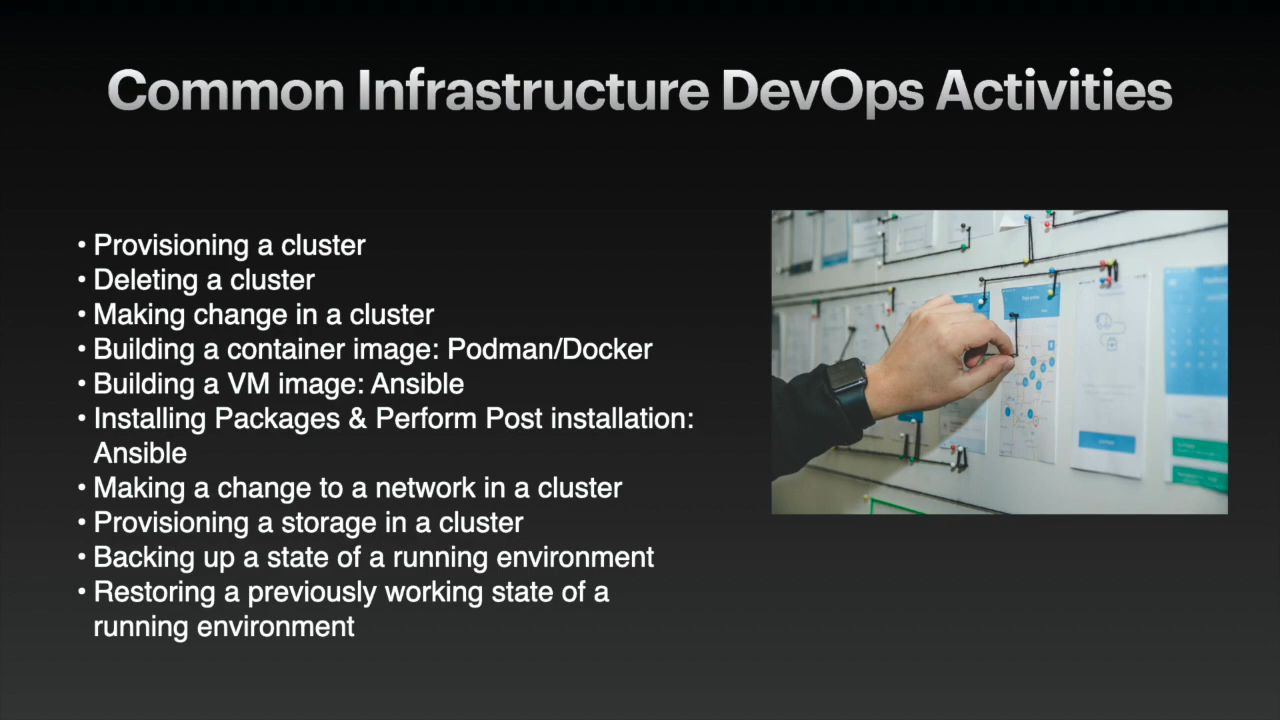 Common Infrastructure DevOps Activities
• Provisioning a cluster
• Deleting a cluster
• Making change in a cluster
• Building a container image: Podman/Docker
• Building a VM image: Ansible
• Installing Packages & Perform Post installation:
Ansible
• Making a change to a network in a cluster
• Provisioning a storage in a cluster
• Backing up a state of a running environment
• Restoring a previously working state of a
running environment